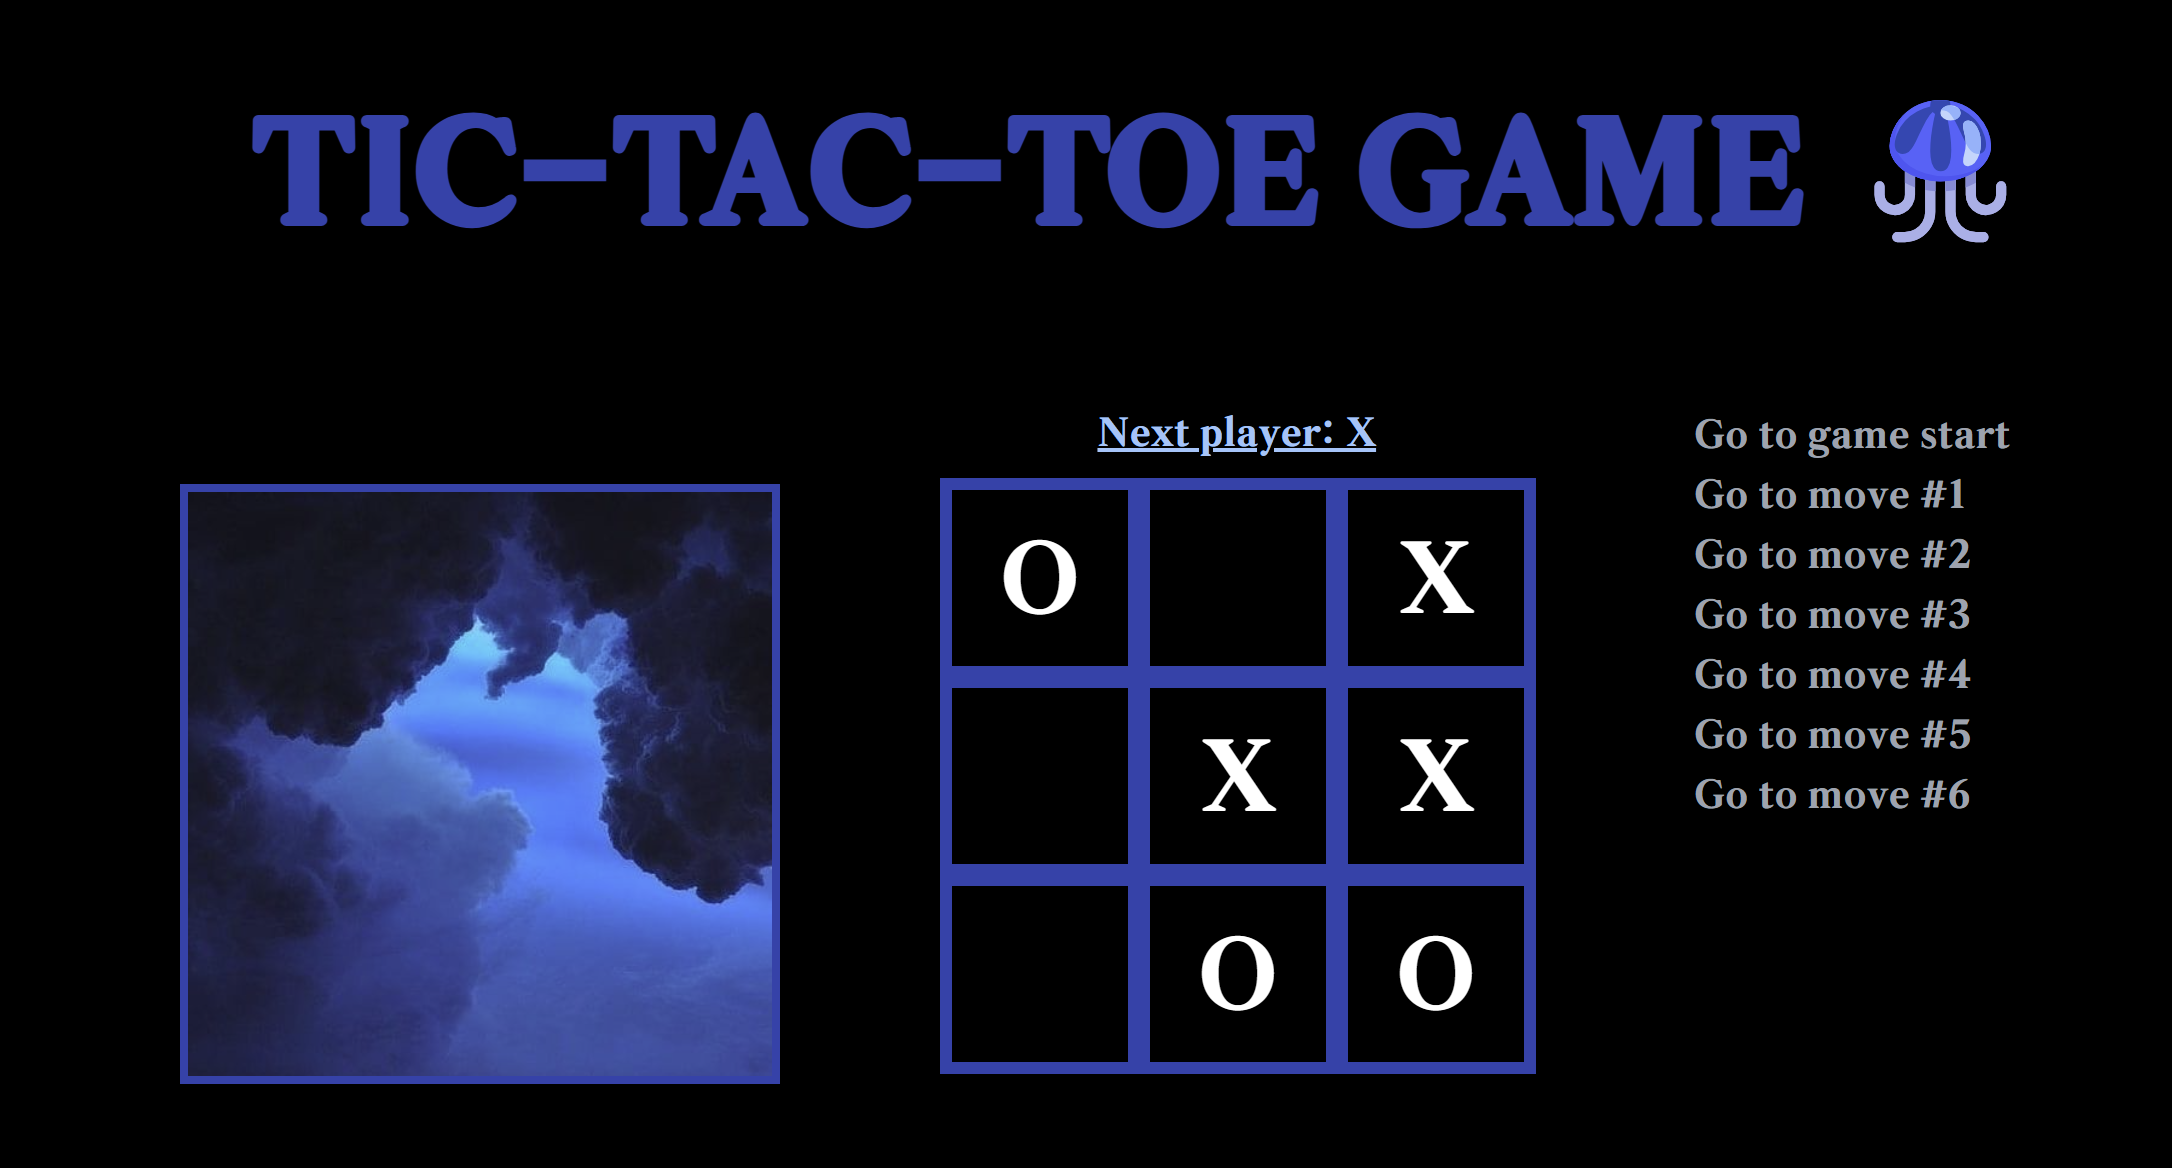 TIC-TAC-TOE GAME
Next player: X
O X
X X
O O
Go to game start
Go to move #1
Go to move #2
Go to move #3
Go to move #4
Go to move #5
Go to move #6